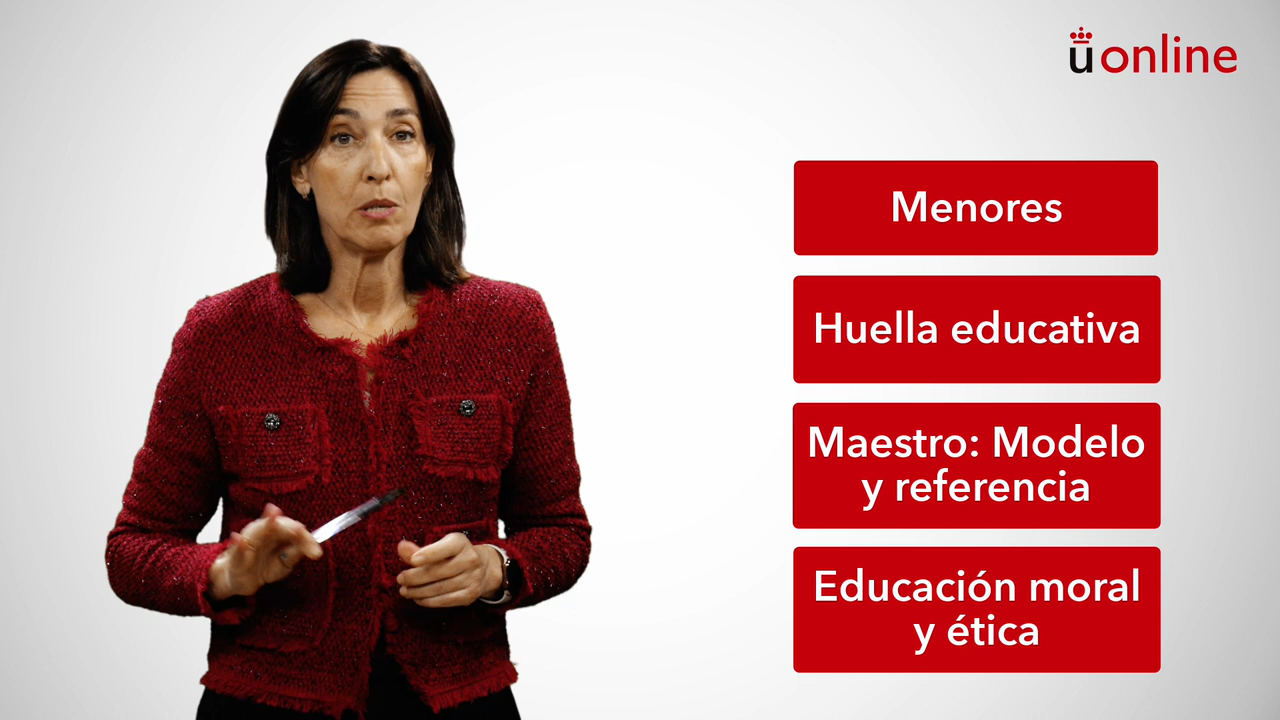 ü online
Menores
Huella educativa
Maestro: Modelo
y referencia
Educación moral
y ética